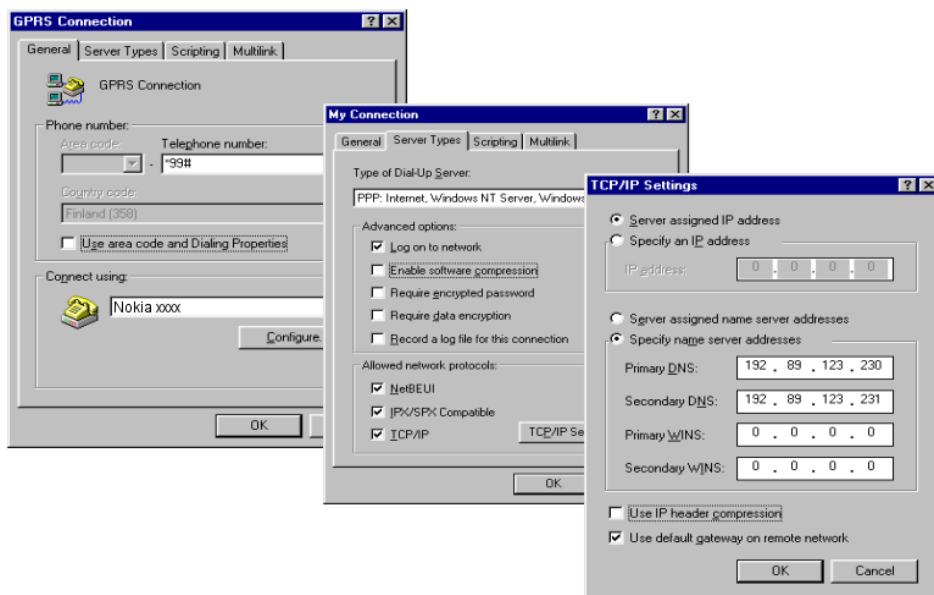 GPRS Connection
General Server Types Scripting Multilink
GPRS Connection
Phone number:
Area code: Telephone number:
- *99#
Country code:
Finland (358)
Use area code and Dialing Properties
Connect using:
Nokia xxxx
Configure.
OK
My Connection
General Server Types Scripting Multilink
Type of Dial-Up Server:
PPP: Internet, Windows NT Server, Windows
Advanced options:
Log on to network
Enable software compression
Require encrypted password
Require data encryption
Record a log file for this connection
Allowed network protocols:
NetBEUI
IPX/SPX Compatible
TCP/IP
TCP/IP Se
OK
TCP/IP Settings
Server assigned IP address
Specify an IP address
IP address: 0 . 0 . 0 . 0
Server assigned name server addresses
Specify name server addresses
Primary DNS: 192 . 89 . 123 . 230
Secondary DNS: 192 . 89 . 123 . 231
Primary WINS: 0 . 0 . 0 . 0
Secondary WINS: 0 . 0 . 0 . 0
Use IP header compression
Use default gateway on remote network
OK Cancel